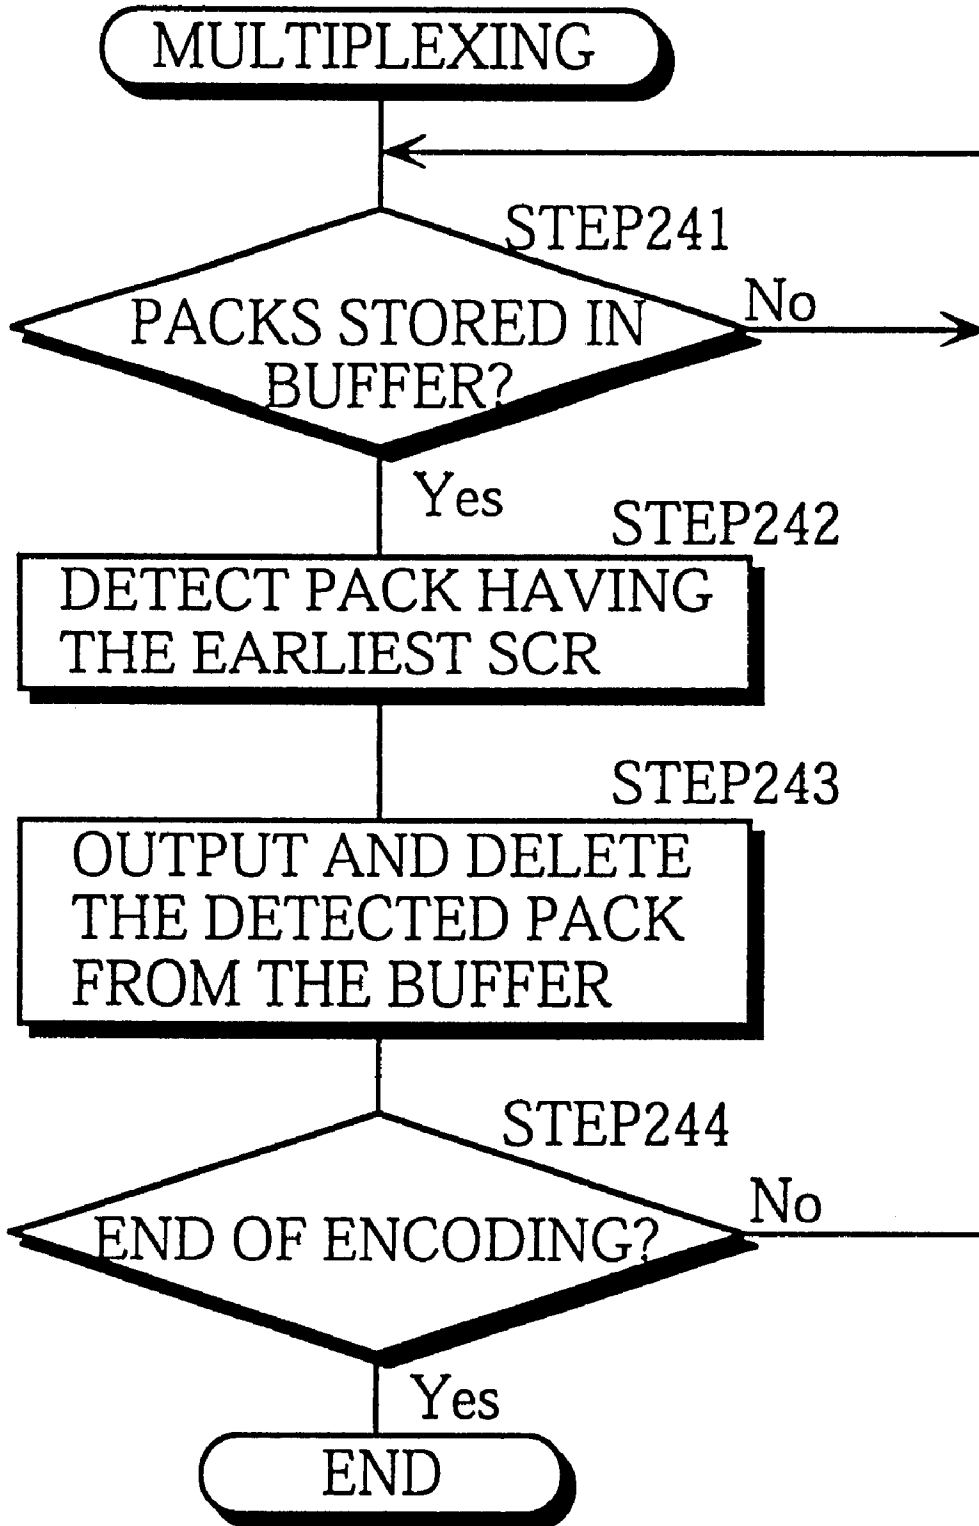 MULTIPLEXING
STEP241
PACKS STORED IN
BUFFER?
No
Yes
STEP242
DETECT PACK HAVING
THE EARLIEST SCR
STEP243
OUTPUT AND DELETE
THE DETECTED PACK
FROM THE BUFFER
STEP244
END OF ENCODING?
No
Yes
END